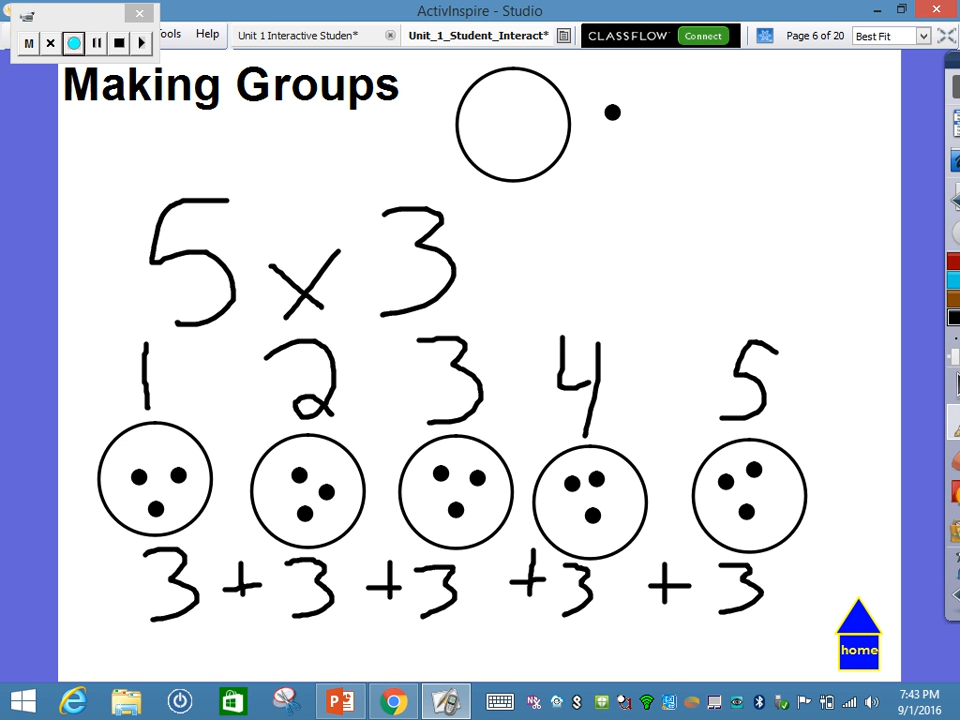 ActivInspire - Studio
M
Tools Help Unit 1 Interactive Studen* Unit_1_Student_Interact* CLASSFLOW Connect Page 6 of 20 Best Fit
Making Groups
5 x 3
1 2 3 4 5
3 + 3 + 3 + 3 + 3
home
7:43 PM
9/1/2016